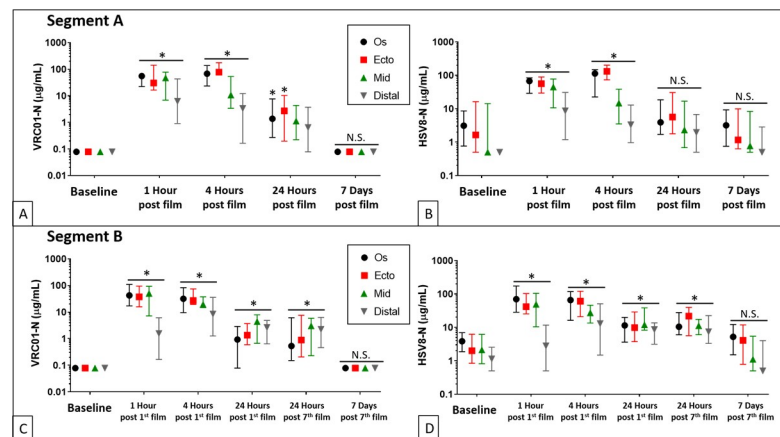 Segment A
VRC01-N (µg/mL)
1000
100
10
1
0.1
0.01
*
*
*
*
N.S.
Os
Ecto
Mid
Distal
Baseline
1 Hour
post film
4 Hours
post film
24 Hours
post film
7 Days
post film
A
HSV8-N (µg/mL)
1000
100
10
1
0.1
*
*
N.S.
N.S.
Baseline
1 Hour
post film
4 Hours
post film
24 Hours
post film
7 Days
post film
B
Segment B
VRC01-N (µg/mL)
1000
100
10
1
0.1
0.01
*
*
*
*
N.S.
Os
Ecto
Mid
Distal
Baseline
1 Hour
post 1st film
4 Hours
post 1st film
24 Hours
post 1st film
24 Hours
post 7th film
7 Days
post 7th film
C
HSV8-N (µg/mL)
1000
100
10
1
0.1
*
*
*
*
N.S.
Baseline
1 Hour
post 1st film
4 Hours
post 1st film
24 Hours
post 1st film
24 Hours
post 7th film
7 Days
post 7th film
D